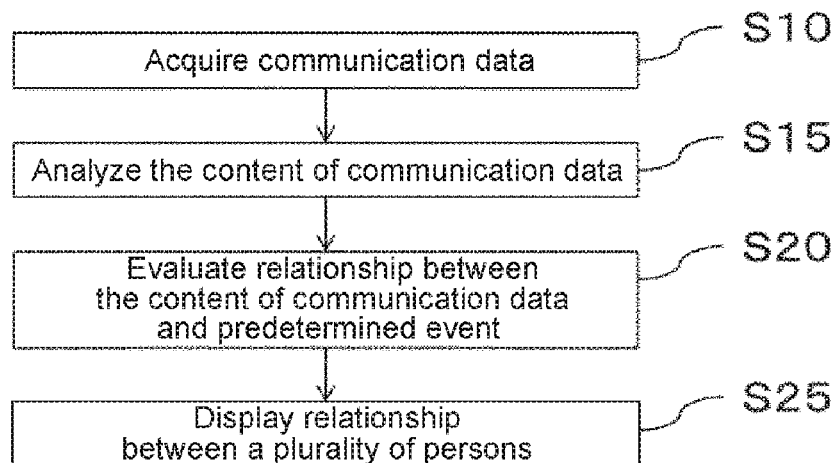 S10
Acquire communication data
S15
Analyze the content of communication data
S20
Evaluate relationship between
the content of communication data
and predetermined event
S25
Display relationship
between a plurality of persons